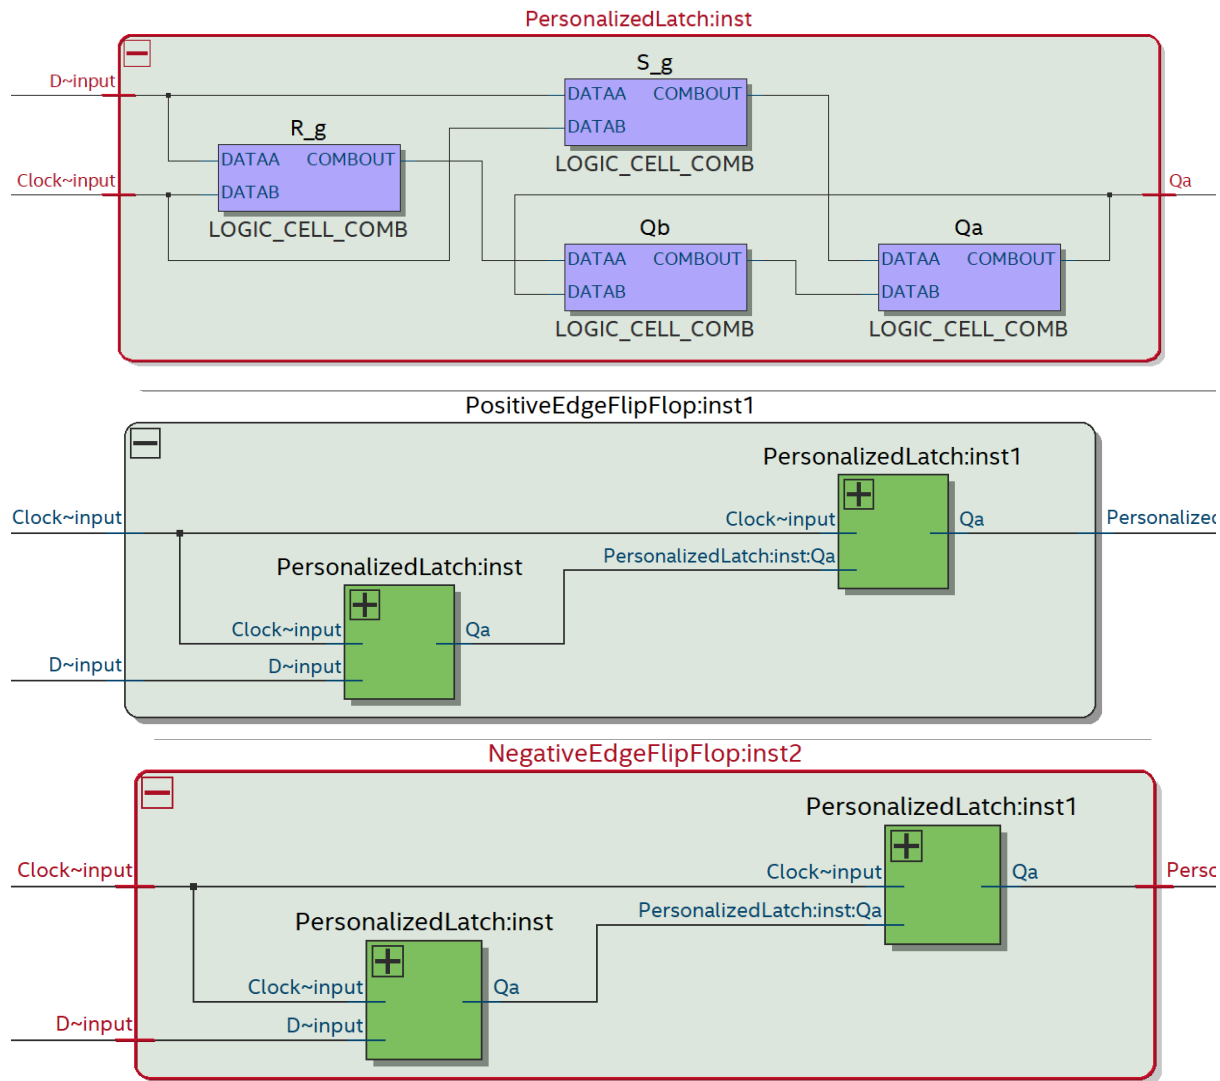 PersonalizedLatch:inst
D~input
S_g
DATAA COMBOUT
DATAB
LOGIC_CELL_COMB
R_g
DATAA COMBOUT
DATAB
LOGIC_CELL_COMB
Clock~input
Qa
Qb
DATAA COMBOUT
DATAB
LOGIC_CELL_COMB
Qa
DATAA COMBOUT
DATAB
LOGIC_CELL_COMB
PositiveEdgeFlipFlop:inst1
PersonalizedLatch:inst1
Clock~input
Clock~input
Qa
Personalized
PersonalizedLatch:inst:Qa
PersonalizedLatch:inst
Clock~input
Qa
D~input
D~input
NegativeEdgeFlipFlop:inst2
PersonalizedLatch:inst1
Clock~input
Clock~input
Qa
Perso
PersonalizedLatch:inst:Qa
PersonalizedLatch:inst
Clock~input
Qa
D~input
D~input